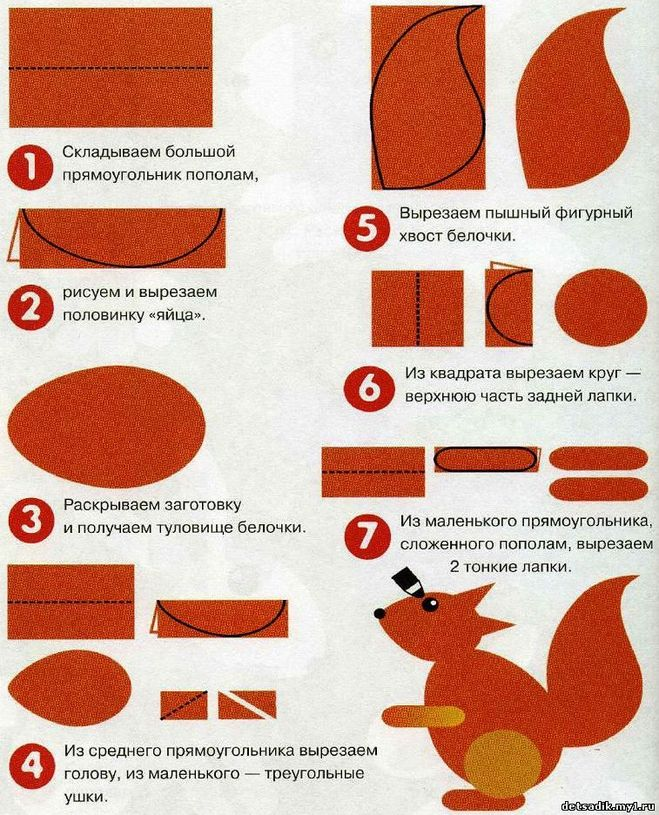 1
Складываем большой
прямоугольник пополам,
2
рисуем и вырезаем
половинку «яйца».
3
Раскрываем заготовку
и получаем туловище белочки.
4
Из среднего прямоугольника вырезаем
голову, из маленького — треугольные
ушки.
5
Вырезаем пышный фигурный
хвост белочки.
6
Из квадрата вырезаем круг —
верхнюю часть задней лапки.
7
Из маленького прямоугольника,
сложенного пополам, вырезаем
2 тонкие лапки.
detsadik.my1.ru